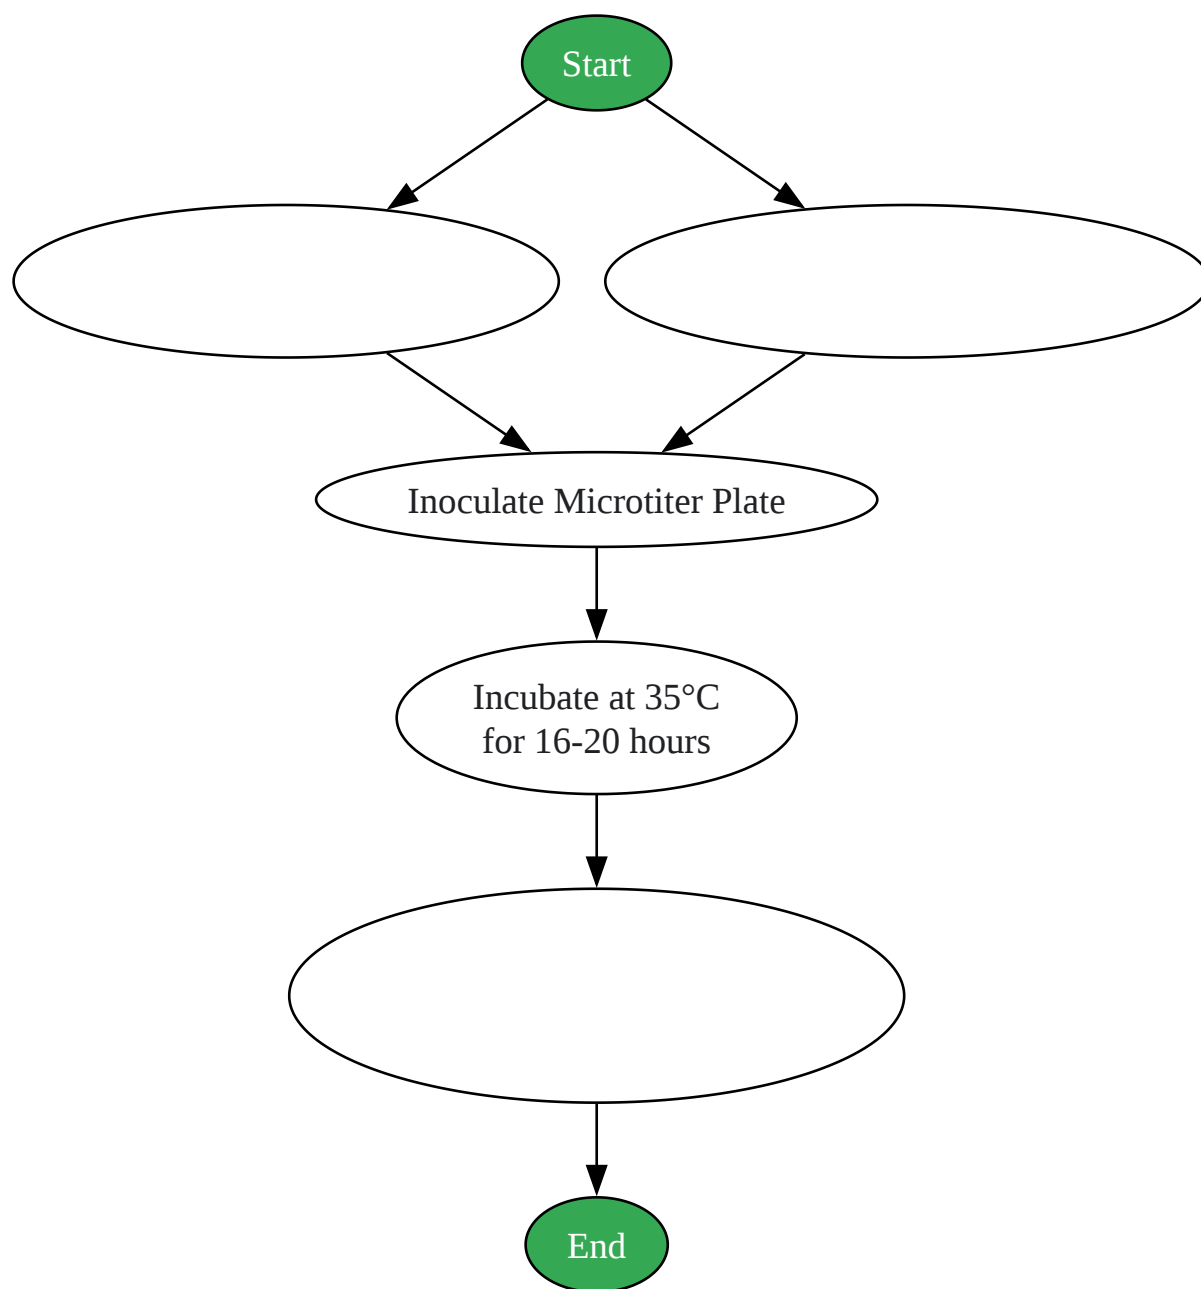 Start
Inoculate Microtiter Plate
Incubate at 35°C
for 16-20 hours
End